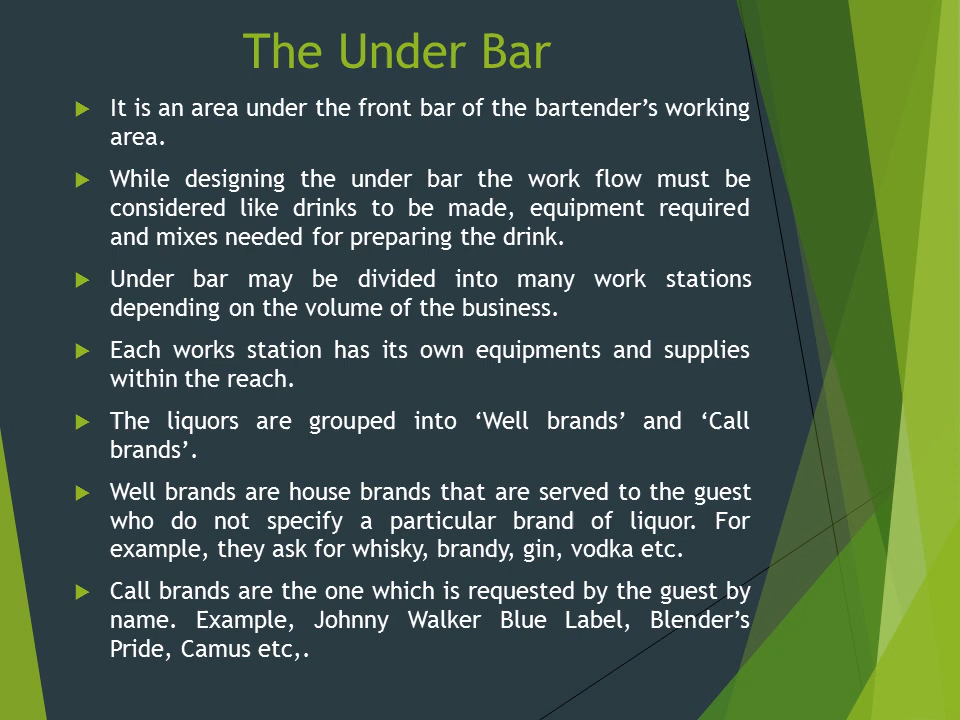 The Under Bar
It is an area under the front bar of the bartender’s working
area.
While designing the under bar the work flow must be
considered like drinks to be made, equipment required
and mixes needed for preparing the drink.
Under bar may be divided into many work stations
depending on the volume of the business.
Each works station has its own equipments and supplies
within the reach.
The liquors are grouped into ‘Well brands’ and ‘Call
brands’.
Well brands are house brands that are served to the guest
who do not specify a particular brand of liquor. For
example, they ask for whisky, brandy, gin, vodka etc.
Call brands are the one which is requested by the guest by
name. Example, Johnny Walker Blue Label, Blender’s
Pride, Camus etc,.